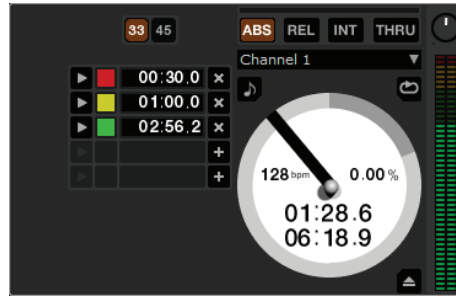 33 45 ABS REL INT THRU
Channel 1
00:30.0
01:00.0
02:56.2
128 bpm 0.00 %
01:28.6
06:18.9